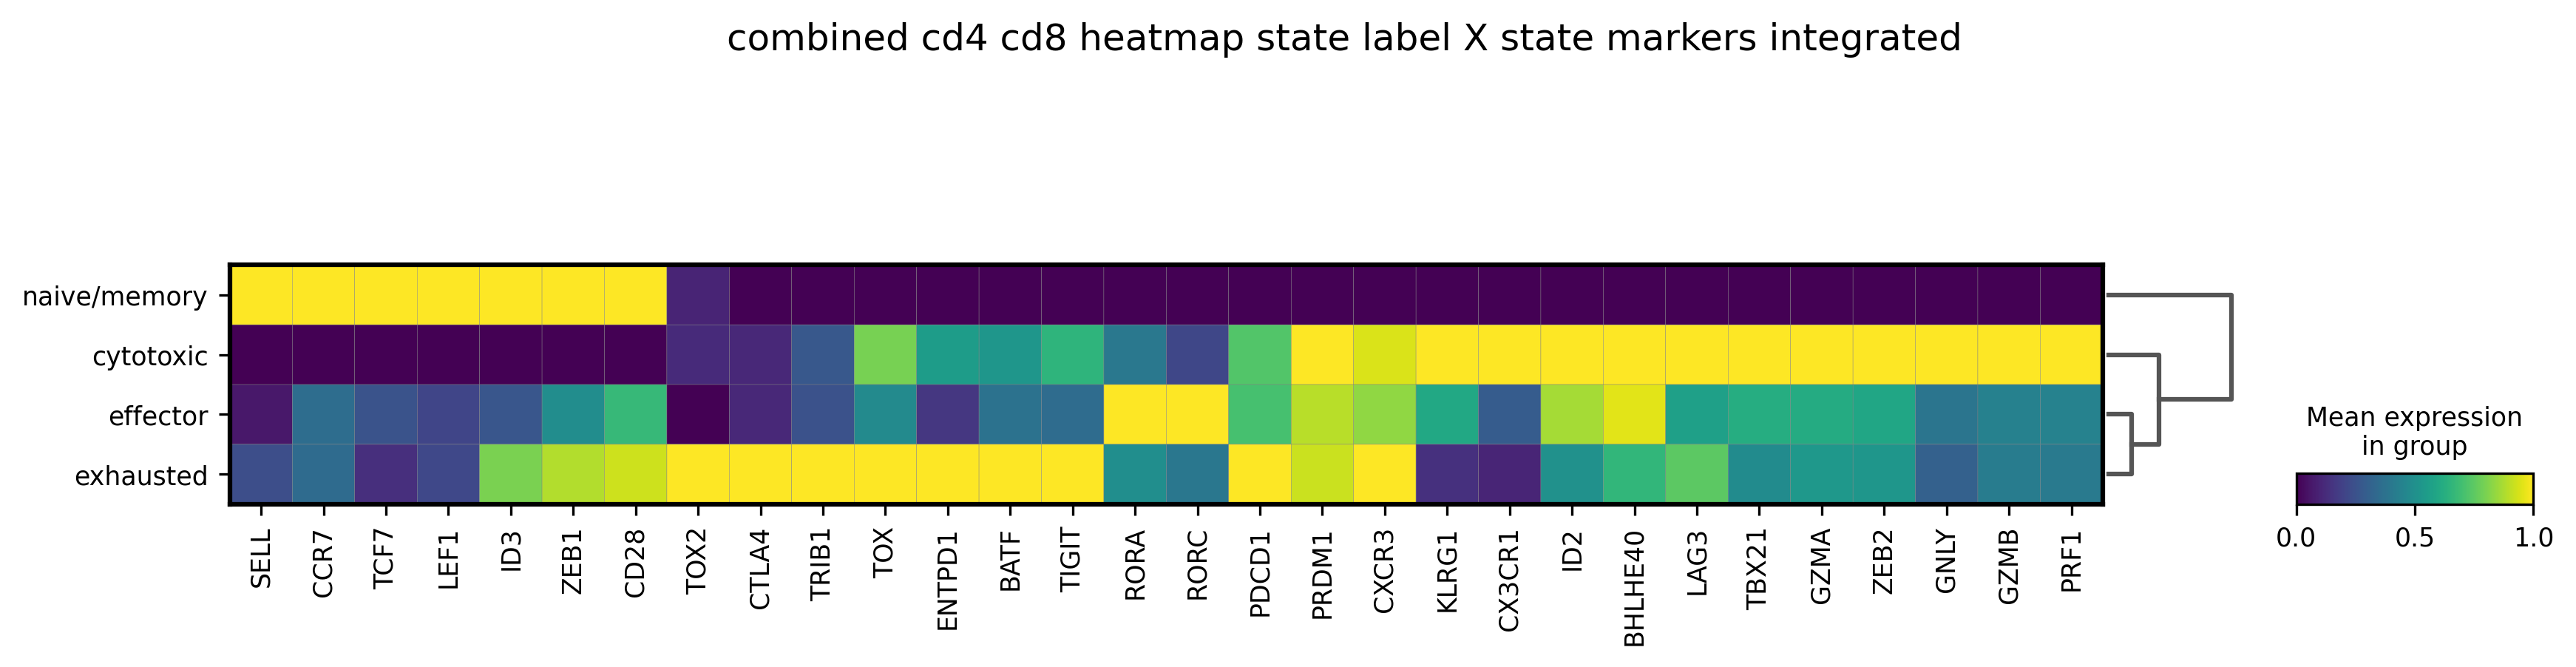 combined cd4 cd8 heatmap state label X state markers integrated
naive/memory
cytotoxic
effector
exhausted
SELL
CCR7
TCF7
LEF1
ID3
ZEB1
CD28
TOX2
CTLA4
TRIB1
TOX
ENTPD1
BATF
TIGIT
RORA
RORC
PDCD1
PRDM1
CXCR3
KLRG1
CX3CR1
ID2
BHLHE40
LAG3
TBX21
GZMA
ZEB2
GNLY
GZMB
PRF1
Mean expression
in group
0.0 0.5 1.0